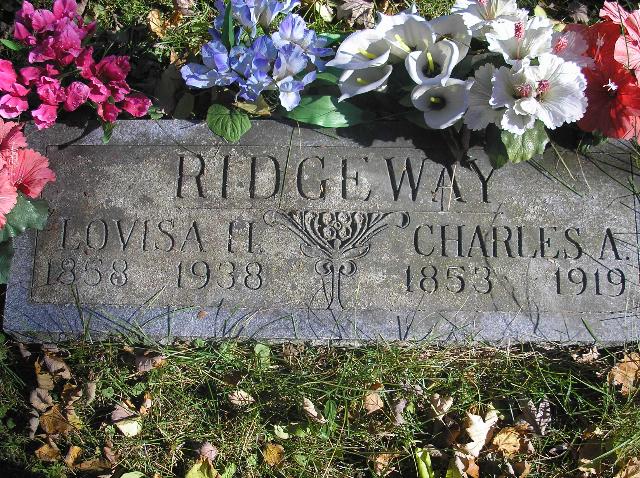 RIDGEWAY
LOVISA H. CHARLES A.
1858 1938 1853 1919